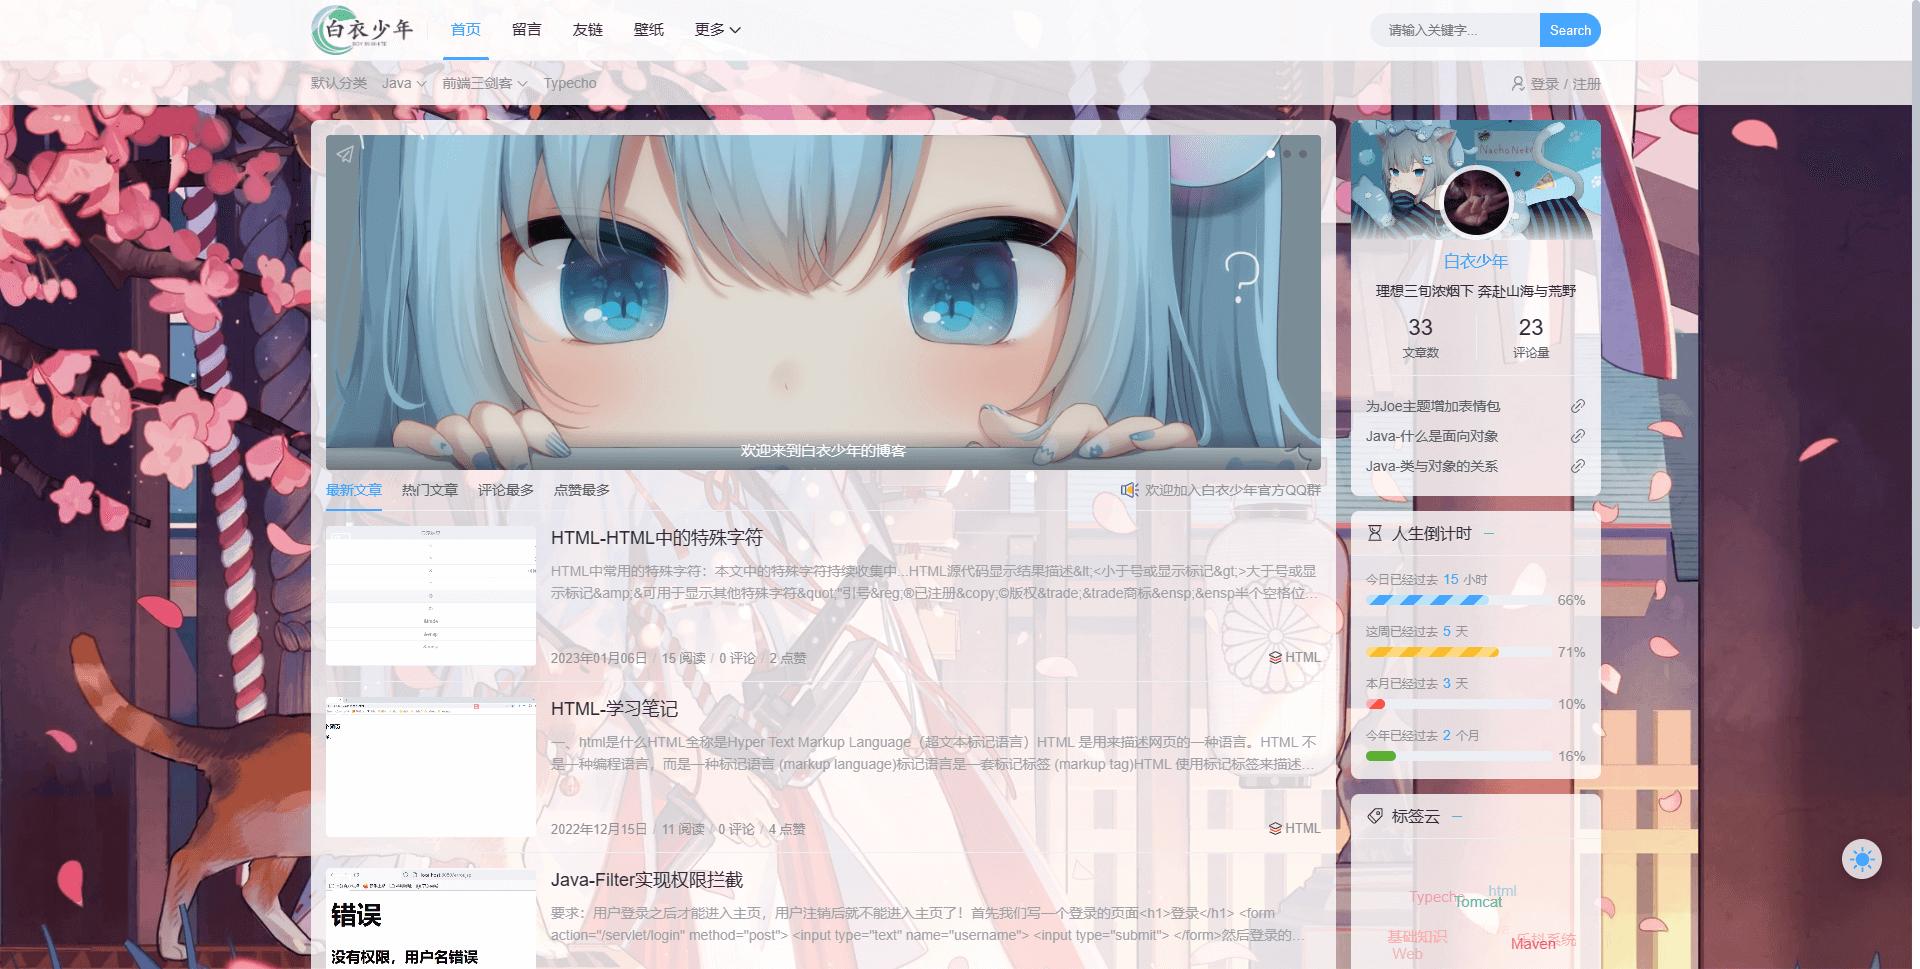 白衣少年
首页
留言
友链
壁纸
更多
请输入关键字...
Search
默认分类
Java
前端三剑客
Typecho
登录 / 注册
欢迎来到白衣少年的博客
最新文章
热门文章
评论最多
点赞最多
欢迎加入白衣少年官方QQ群
HTML-HTML中的特殊字符
HTML中常用的特殊字符：本文中的特殊字符持续收集中...HTML源代码显示结果描述&lt;<小于号或显示标记&gt;>大于号或显
示标记&amp;&可用于显示其他特殊字符&quot;"引号&reg;®已注册&copy;©版权&trade;&trade商标&ensp;&ensp半个空格位...
2023年01月06日 / 15 阅读 / 0 评论 / 2 点赞
HTML
HTML-学习笔记
一、html是什么HTML全称是Hyper Text Markup Language（超文本标记语言）HTML 是用来描述网页的一种语言。HTML 不
是一种编程语言，而是一种标记语言 (markup language)标记语言是一套标记标签 (markup tag)HTML 使用标记标签来描述...
2022年12月15日 / 11 阅读 / 0 评论 / 4 点赞
HTML
错误
没有权限，用户名错误
Java-Filter实现权限拦截
要求：用户登录之后才能进入主页，用户注销后就不能进入主页了！首先我们写一个登录的页面<h1>登录</h1> <form
action="/servlet/login" method="post"> <input type="text" name="username"> <input type="submit"> </form>然后登录的...
Nacho Neko
白衣少年
理想三旬浓烟下 奔赴山海与荒野
33
文章数
23
评论量
为Joe主题增加表情包
Java-什么是面向对象
Java-类与对象的关系
人生倒计时
今日已经过去 15 小时
66%
这周已经过去 5 天
71%
本月已经过去 3 天
10%
今年已经过去 2 个月
16%
标签云
html
Typecho
Tomcat
基础知识
Maven
Web